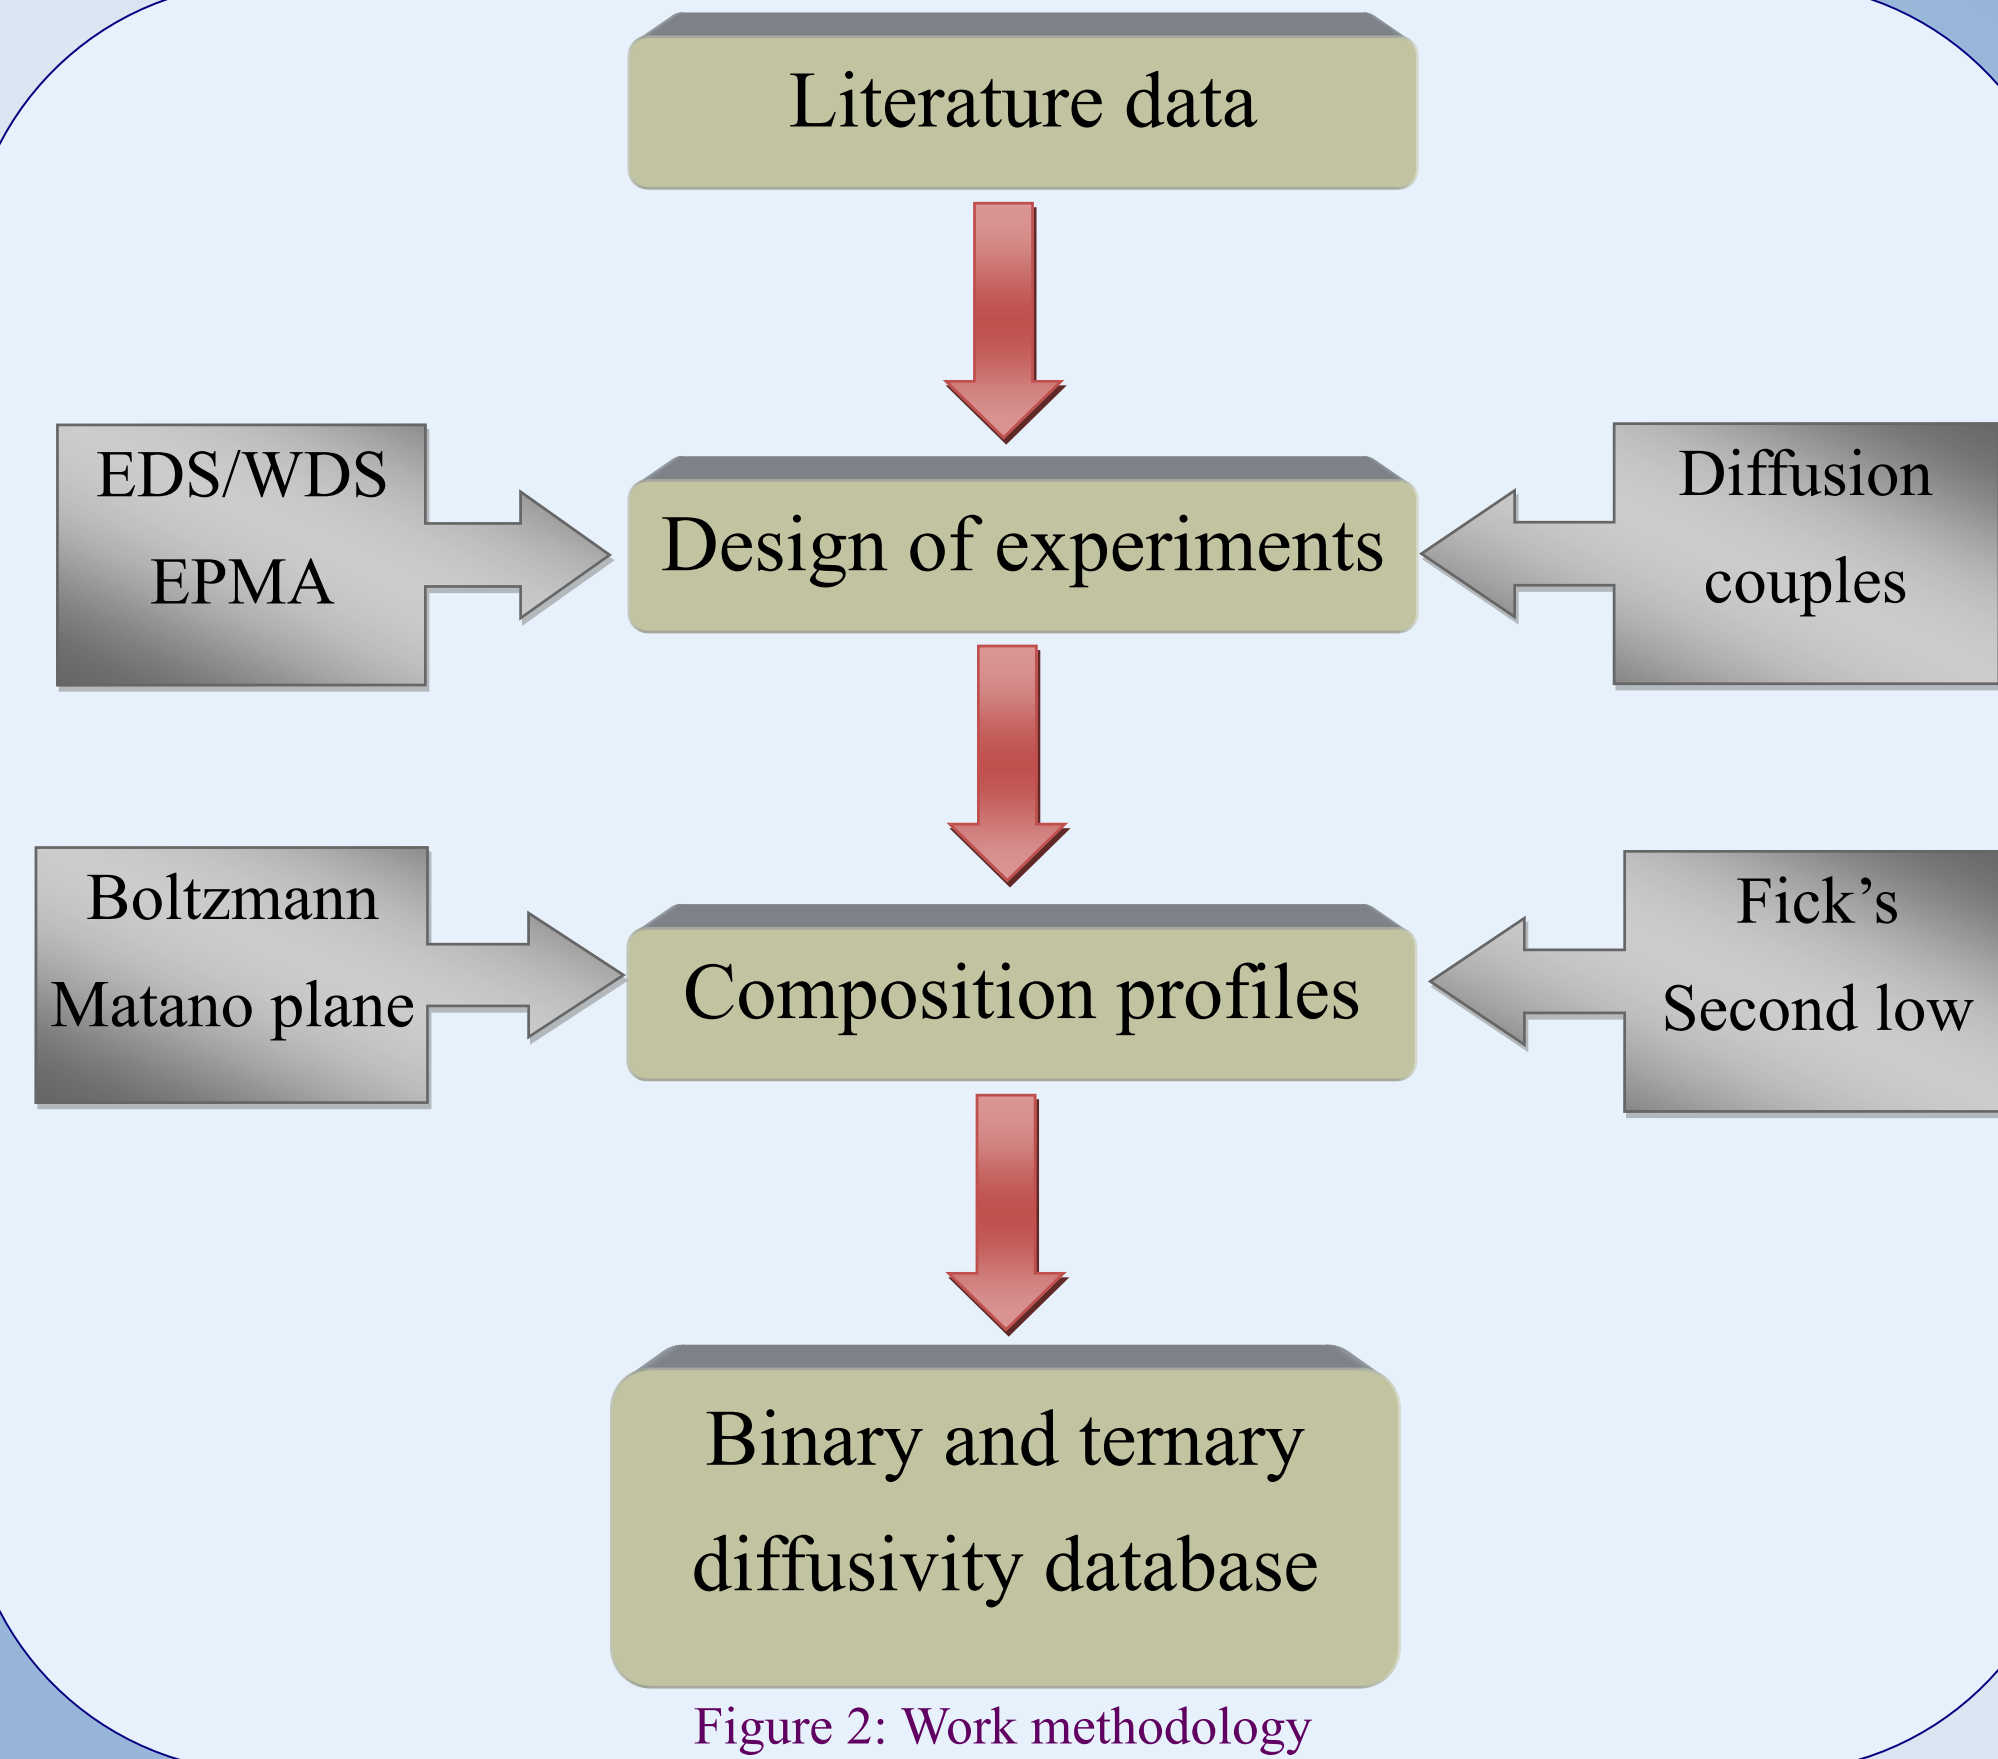 Literature data
EDS/WDS
EPMA
Design of experiments
Diffusion
couples
Boltzmann
Matano plane
Composition profiles
Fick’s
Second low
Binary and ternary
diffusivity database
Figure 2: Work methodology